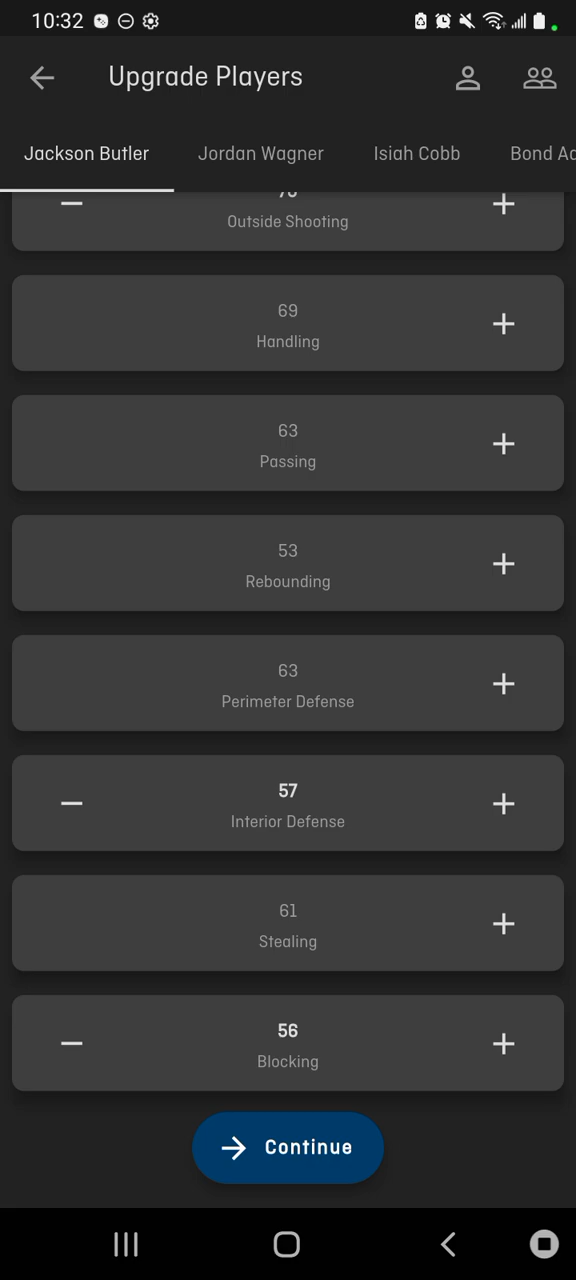 10:32
Upgrade Players
Jackson Butler
Jordan Wagner
Isiah Cobb
Bond
Outside Shooting
69
Handling
63
Passing
53
Rebounding
63
Perimeter Defense
57
Interior Defense
61
Stealing
56
Blocking
Continue